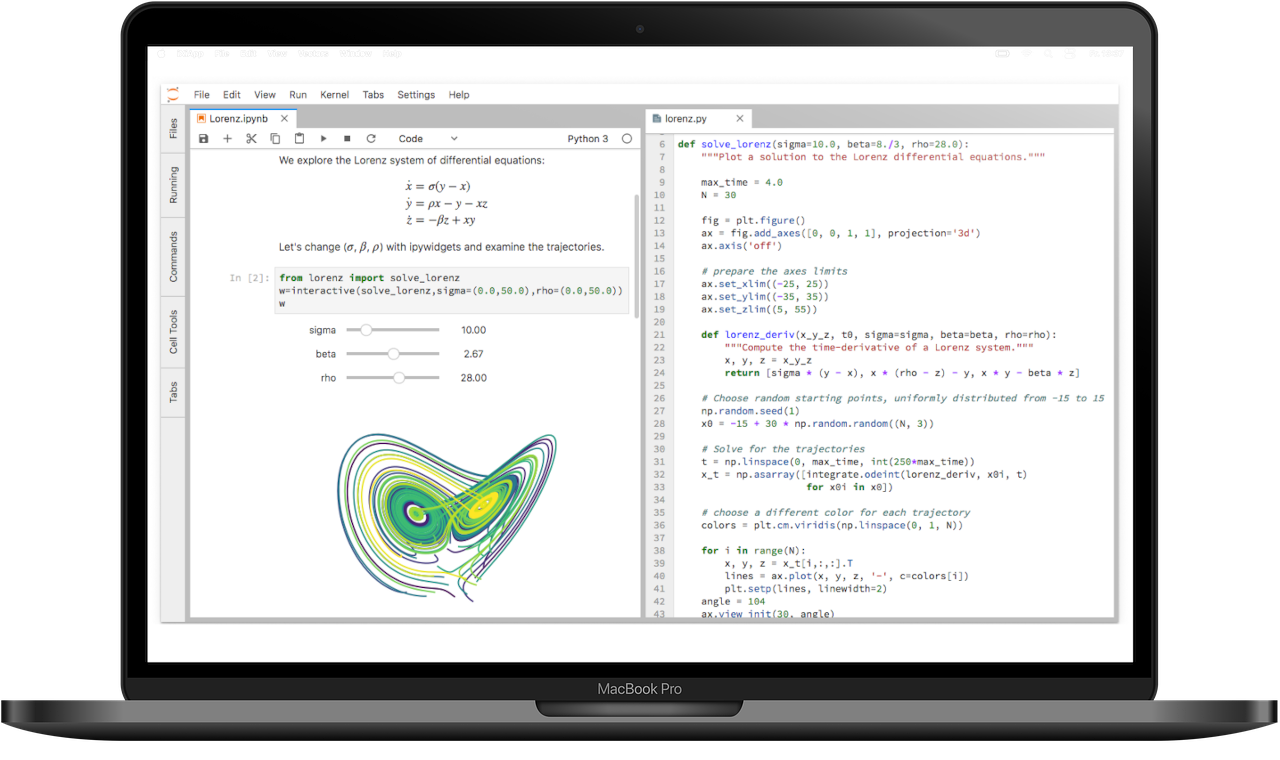 File Edit View Run Kernel Tabs Settings Help
Files
Running
Commands
Cell Tools
Tabs
Lorenz.ipynb
Code
Python 3
We explore the Lorenz system of differential equations:
ẋ = σ(y − x)
ẏ = ρx − y − xz
ż = −βz + xy
Let's change (σ, β, ρ) with ipywidgets and examine the trajectories.
In [2]:
from lorenz import solve_lorenz
w=interactive(solve_lorenz,sigma=(0.0,50.0),rho=(0.0,50.0))
w
sigma 10.00
beta 2.67
rho 28.00
lorenz.py
6 def solve_lorenz(sigma=10.0, beta=8./3, rho=28.0):
7 """Plot a solution to the Lorenz differential equations."""
8
9 max_time = 4.0
10 N = 30
11
12 fig = plt.figure()
13 ax = fig.add_axes([0, 0, 1, 1], projection='3d')
14 ax.axis('off')
15
16 # prepare the axes limits
17 ax.set_xlim((-25, 25))
18 ax.set_ylim((-35, 35))
19 ax.set_zlim((5, 55))
20
21 def lorenz_deriv(x_y_z, t0, sigma=sigma, beta=beta, rho=rho):
22 """Compute the time-derivative of a Lorenz system."""
23 x, y, z = x_y_z
24 return [sigma * (y - x), x * (rho - z) - y, x * y - beta * z]
25
26 # Choose random starting points, uniformly distributed from -15 to 15
27 np.random.seed(1)
28 x0 = -15 + 30 * np.random.random((N, 3))
29
30 # Solve for the trajectories
31 t = np.linspace(0, max_time, int(250*max_time))
32 x_t = np.asarray([integrate.odeint(lorenz_deriv, x0i, t)
33 for x0i in x0])
34
35 # choose a different color for each trajectory
36 colors = plt.cm.viridis(np.linspace(0, 1, N))
37
38 for i in range(N):
39 x, y, z = x_t[i,:,:].T
40 lines = ax.plot(x, y, z, '-', c=colors[i])
41 plt.setp(lines, linewidth=2)
42 angle = 104
43 ax.view_init(30, angle)
MacBook Pro